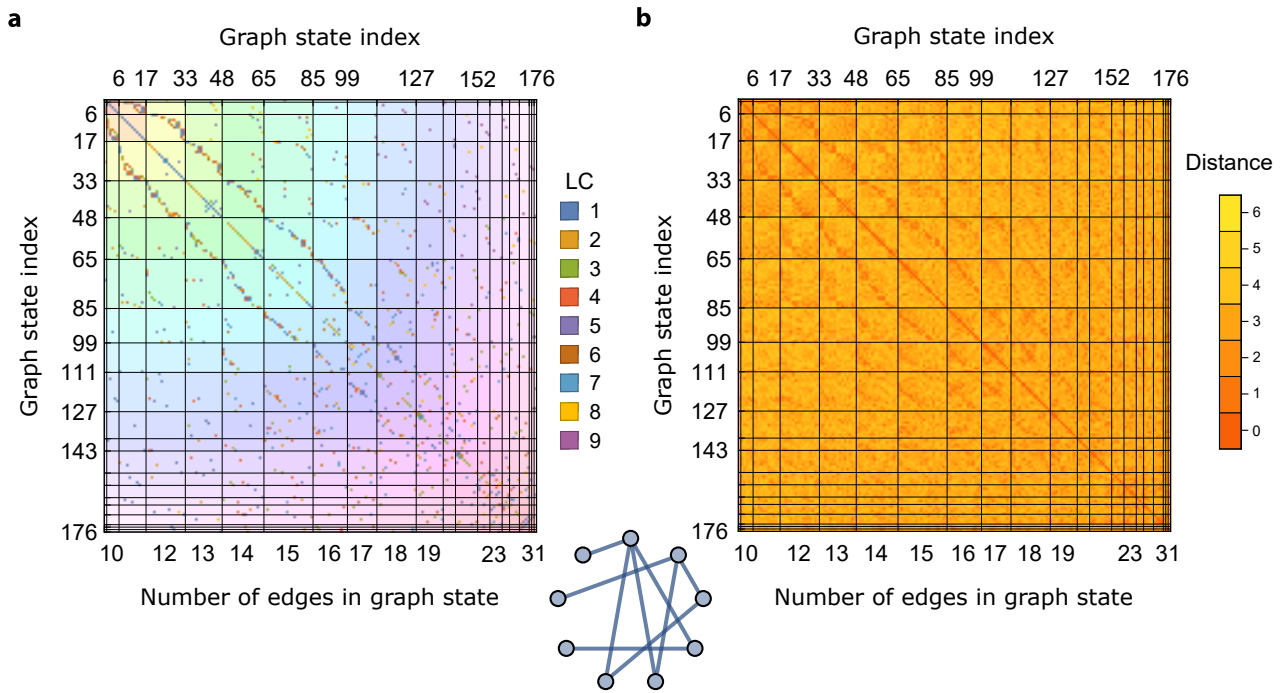 a
Graph state index
6 17 33 48 65 85 99 127 152 176
Graph state index
6
17
33
48
65
85
99
111
127
143
176
10 12 13 14 15 16 17 18 19 23 31
Number of edges in graph state
LC
1
2
3
4
5
6
7
8
9
b
Graph state index
6 17 33 48 65 85 99 127 152 176
Graph state index
6
17
33
48
65
85
99
111
127
143
176
10 12 13 14 15 16 17 18 19 23 31
Number of edges in graph state
Distance
6
5
4
3
2
1
0